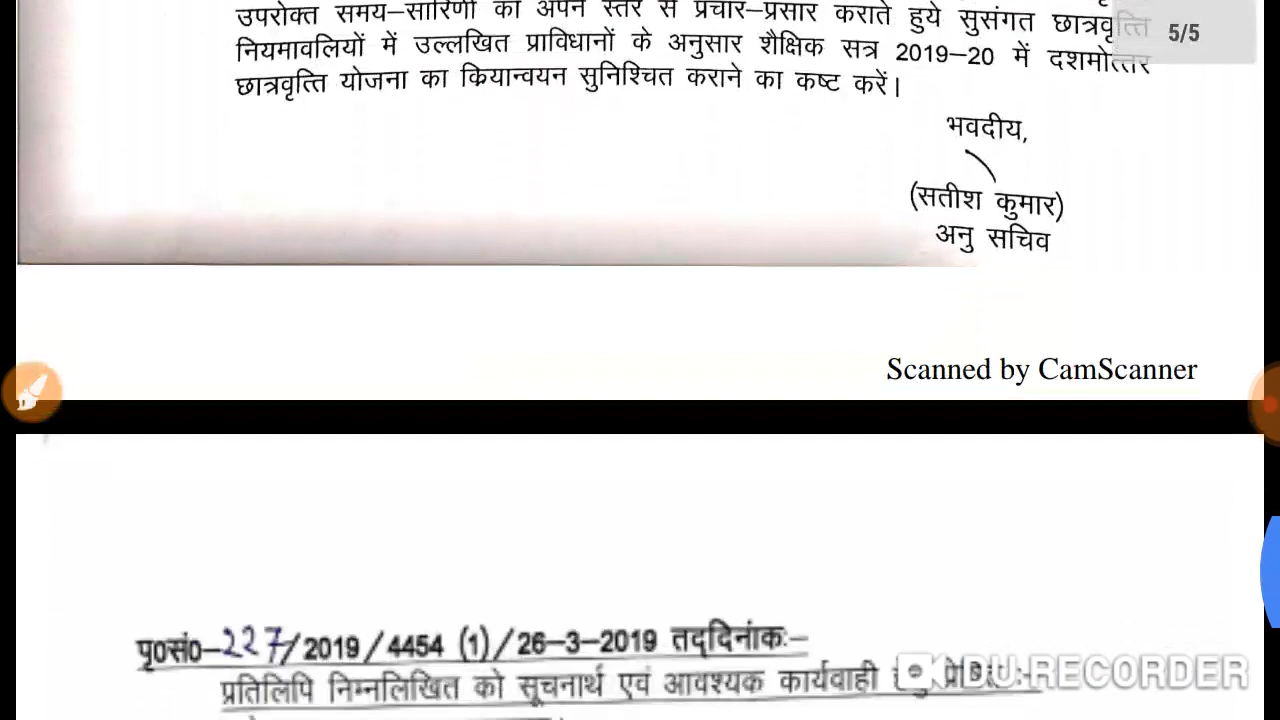 उपरोक्त समय–सारिणी का अपने स्तर से प्रचार–प्रसार कराते हुये सुसंगत छात्रवृत्ति
5/5
नियमावलियों में उल्लखित प्राविधानों के अनुसार शैक्षिक सत्र 2019–20 में दशमोत्तर
छात्रवृत्ति योजना का कियान्वयन सुनिश्चित कराने का कष्ट करें।
भवदीय,
(सतीश कुमार)
अनु सचिव
Scanned by CamScanner
पृ0सं0–227/2019/4454 (1)/26–3–2019 तद्दिनांकः–
प्रतिलिपि निम्नलिखित को सूचनार्थ एवं आवश्यक कार्यवाही
DU RECORDER